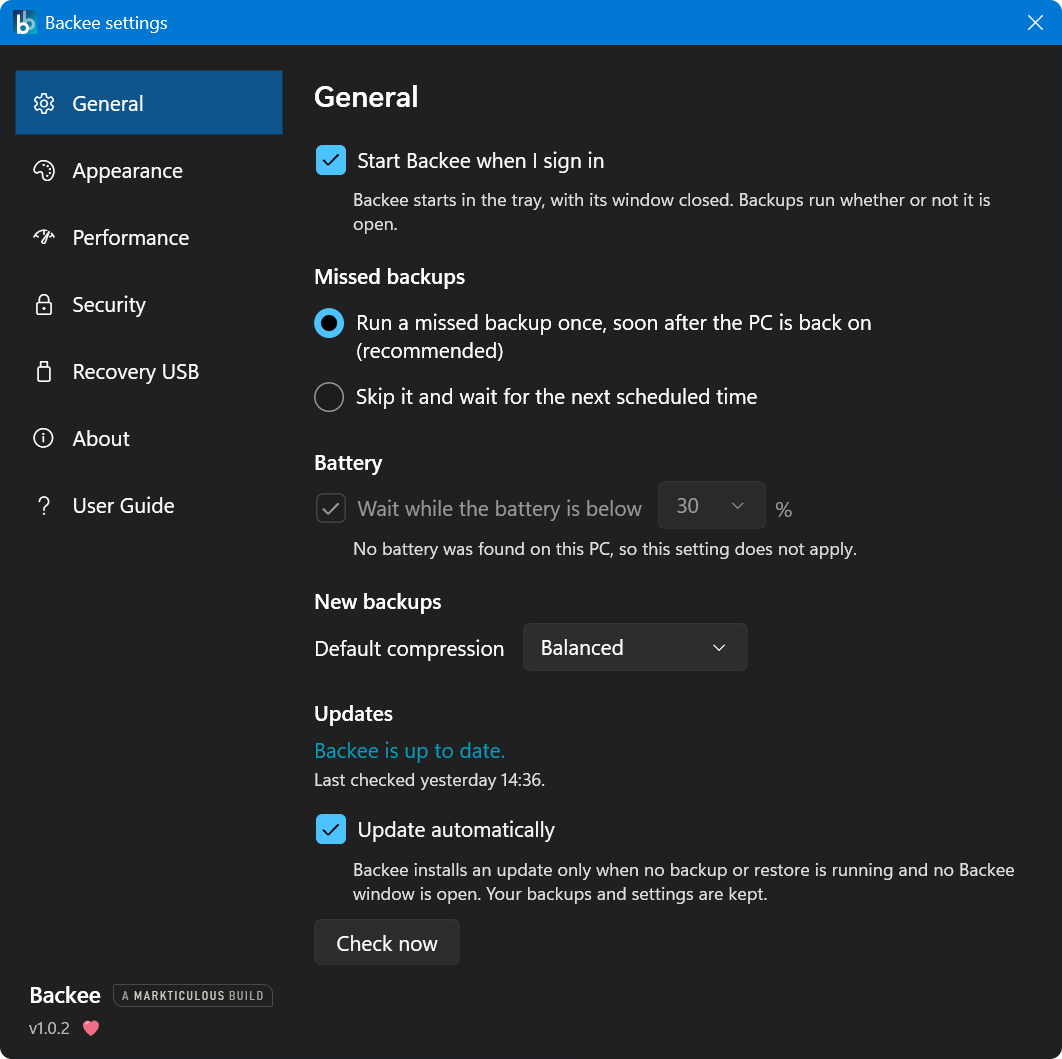 Backee settings
General
Appearance
Performance
Security
Recovery USB
About
User Guide
General
Start Backee when I sign in
Backee starts in the tray, with its window closed. Backups run whether or not it is
open.
Missed backups
Run a missed backup once, soon after the PC is back on
(recommended)
Skip it and wait for the next scheduled time
Battery
Wait while the battery is below 30 %
No battery was found on this PC, so this setting does not apply.
New backups
Default compression Balanced
Updates
Backee is up to date.
Last checked yesterday 14:36.
Update automatically
Backee installs an update only when no backup or restore is running and no Backee
window is open. Your backups and settings are kept.
Check now
Backee A MARKTICULOUS BUILD
v1.0.2